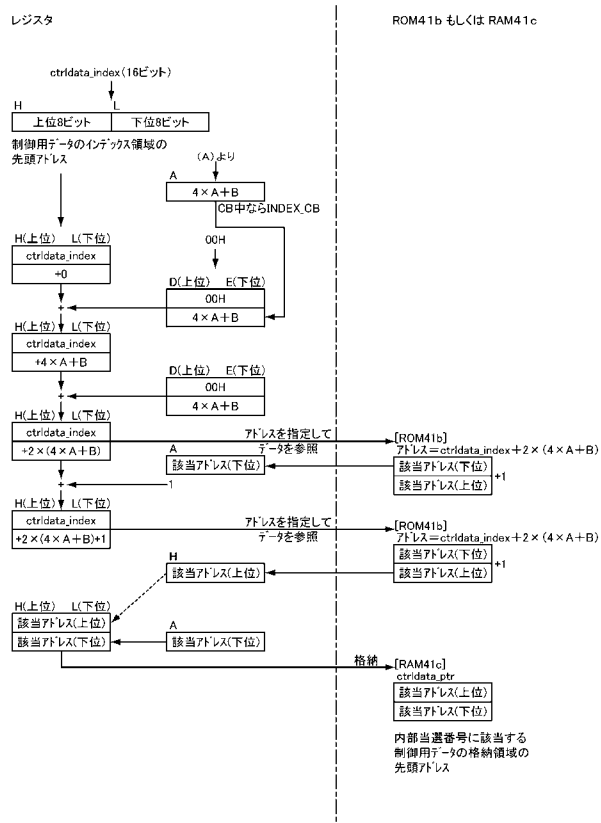 レジスタ
ROM41b もしくは RAM41c
ctrldata_index(16ビット)
H L
上位8ビット 下位8ビット
制御用データのインデックス領域の
先頭アドレス
(A)より
A
4×A+B
CB中ならINDEX_CB
00H
H(上位) L(下位)
ctrldata_index
+0
D(上位) E(下位)
00H
4×A+B
+
H(上位) L(下位)
ctrldata_index
+4×A+B
D(上位) E(下位)
00H
4×A+B
+
H(上位) L(下位)
ctrldata_index
+2×(4×A+B)
アドレスを指定して
データを参照
[ROM41b]
アドレス=ctrldata_index+2×(4×A+B)
A
該当アドレス(下位)
該当アドレス(下位)
該当アドレス(上位)
+1
+
1
H(上位) L(下位)
ctrldata_index
+2×(4×A+B)+1
アドレスを指定して
データを参照
[ROM41b]
アドレス=ctrldata_index+2×(4×A+B)
該当アドレス(下位)
該当アドレス(上位)
+1
H
該当アドレス(上位)
H(上位) L(下位)
該当アドレス(上位)
該当アドレス(下位)
A
該当アドレス(下位)
格納
[RAM41c]
ctrldata_ptr
該当アドレス(上位)
該当アドレス(下位)
内部当選番号に該当する
制御用データの格納領域の
先頭アドレス